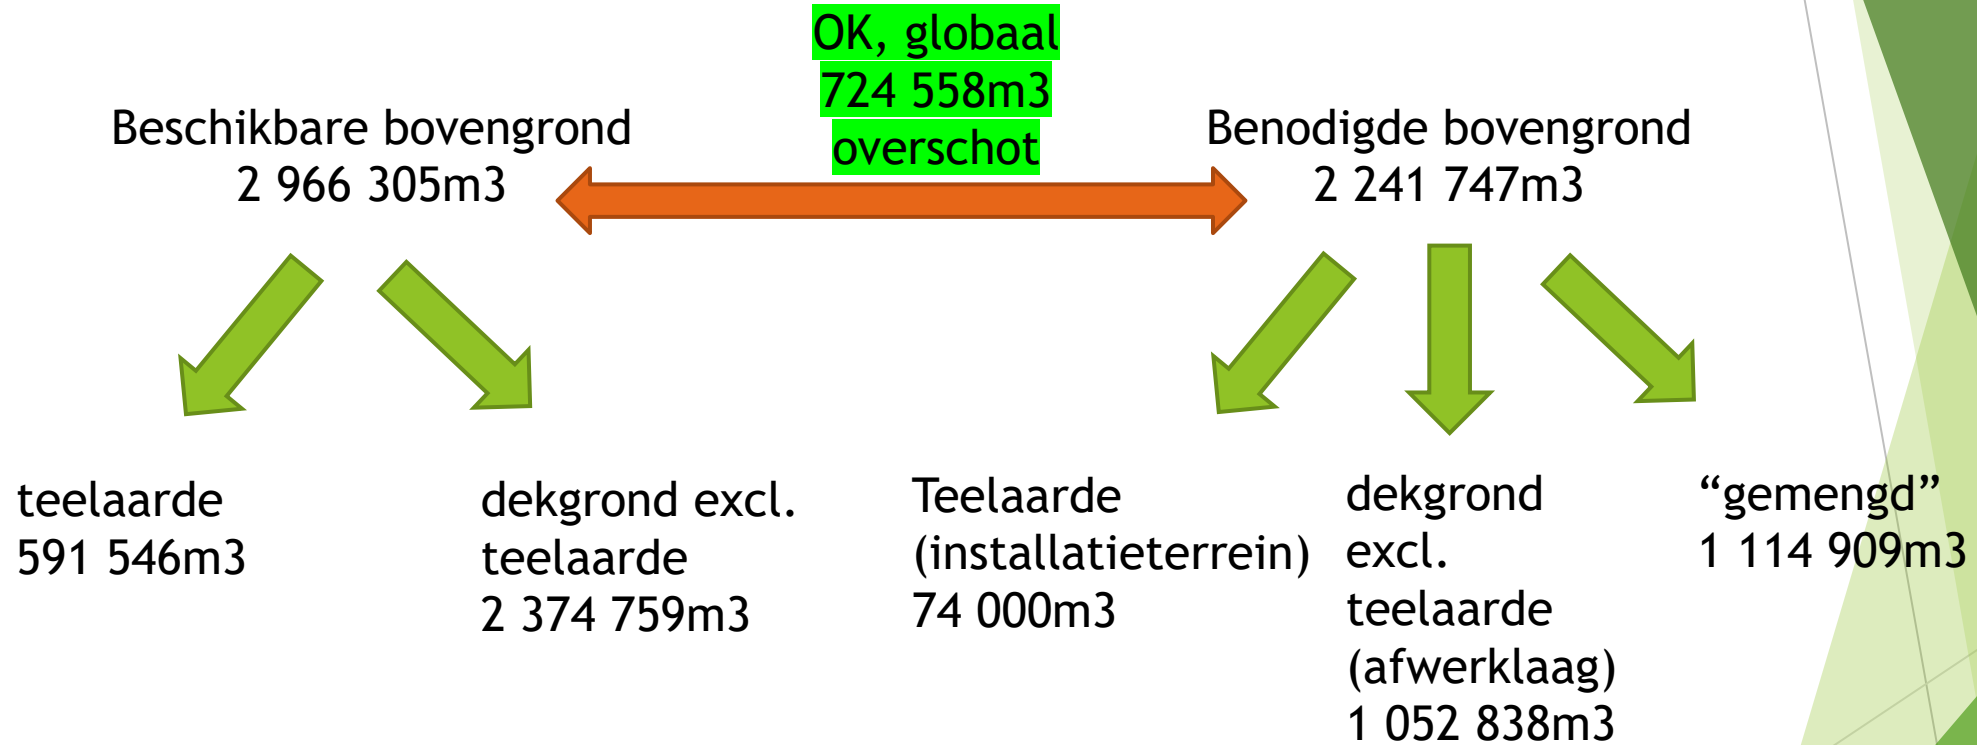 OK, globaal
724 558m3
overschot
Beschikbare bovengrond
2 966 305m3
Benodigde bovengrond
2 241 747m3
teelaarde
591 546m3
dekgrond excl.
teelaarde
2 374 759m3
Teelaarde
(installatieterrein)
74 000m3
dekgrond
excl.
teelaarde
(afwerklaag)
1 052 838m3
“gemengd”
1 114 909m3